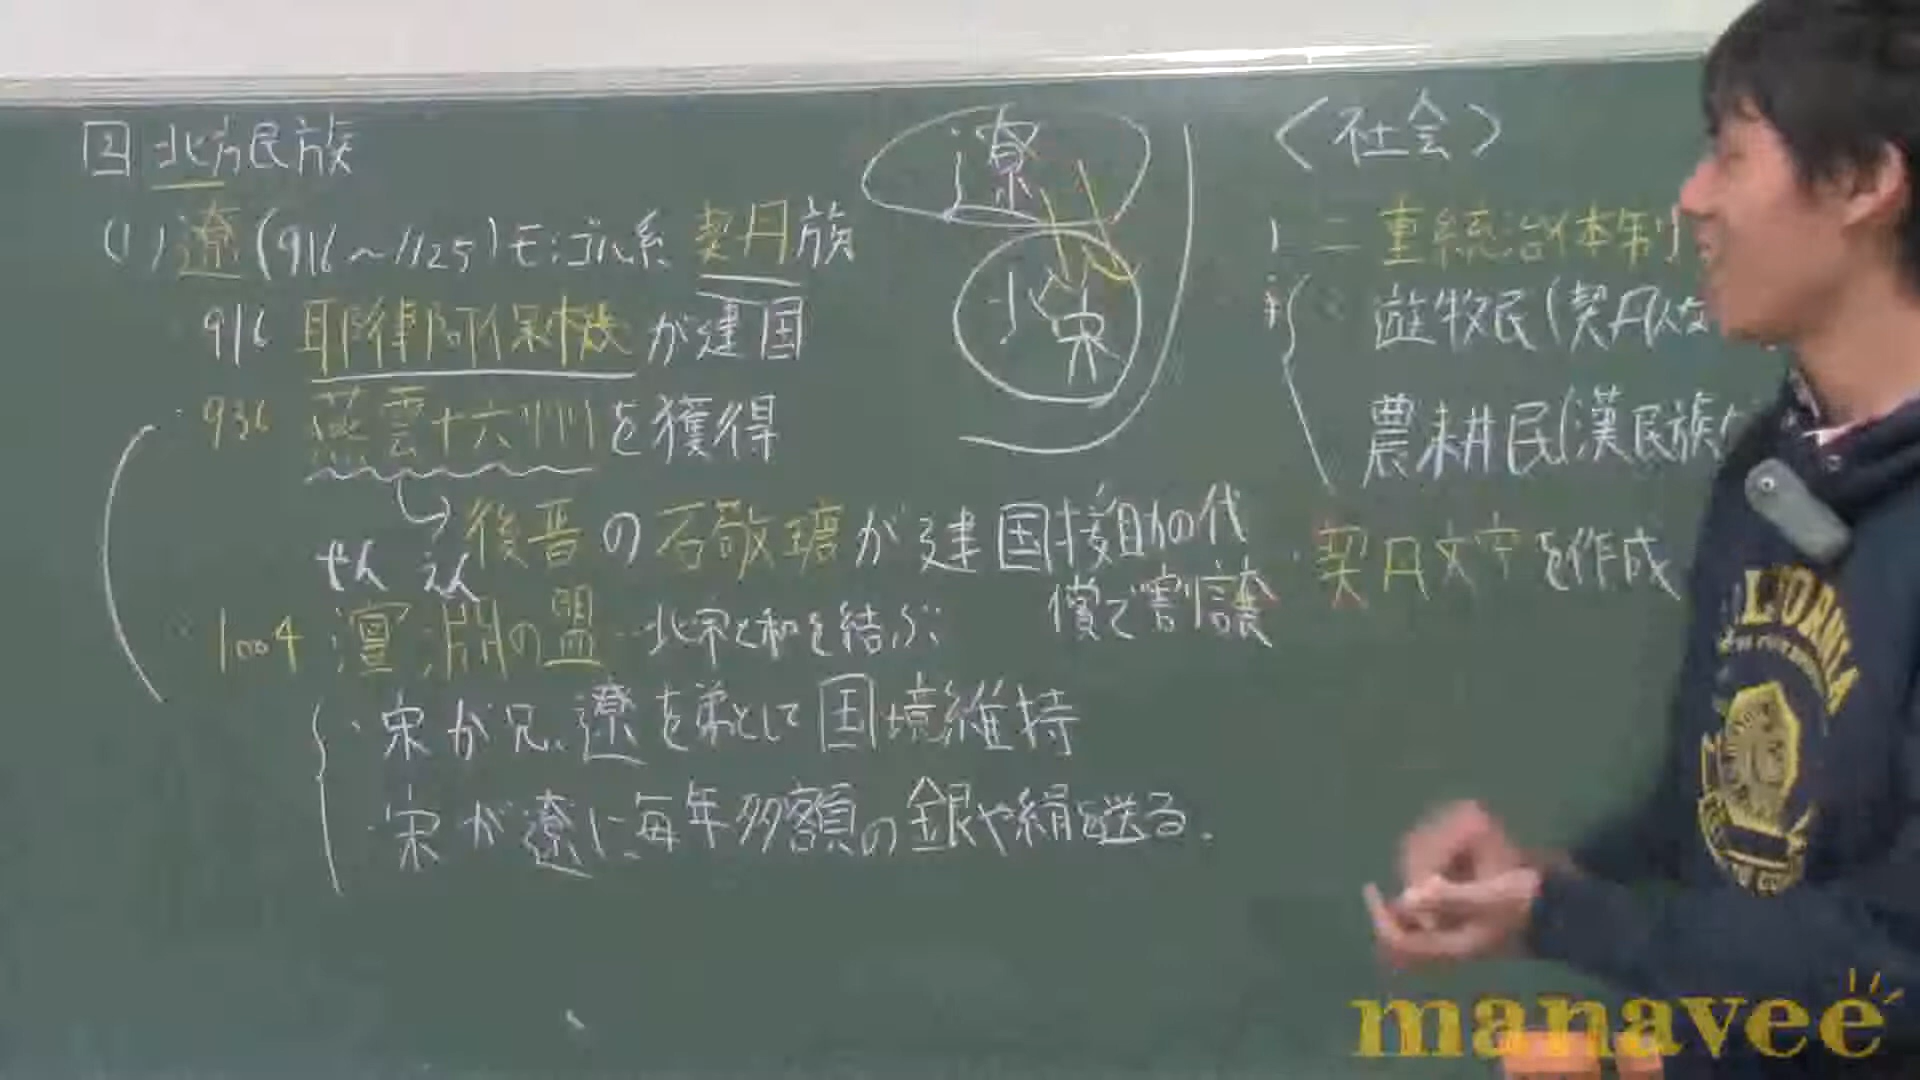 四 北方民族
(1) 遼 (916〜1125) モンゴル系 契丹族
・916 耶律阿保機が建国
・936 燕雲十六州を獲得
後晋の石敬瑭が建国援助の代
償で割譲
せん えん
・1004 澶淵の盟…北宋と和を結ぶ
・宋が兄、遼を弟として国境維持
・宋が遼に毎年多額の銀や絹を送る.
遼
北宋
〈社会〉
二重統治体制
遊牧民(契丹
農耕民(漢民族
・契丹文字を作成
manavee